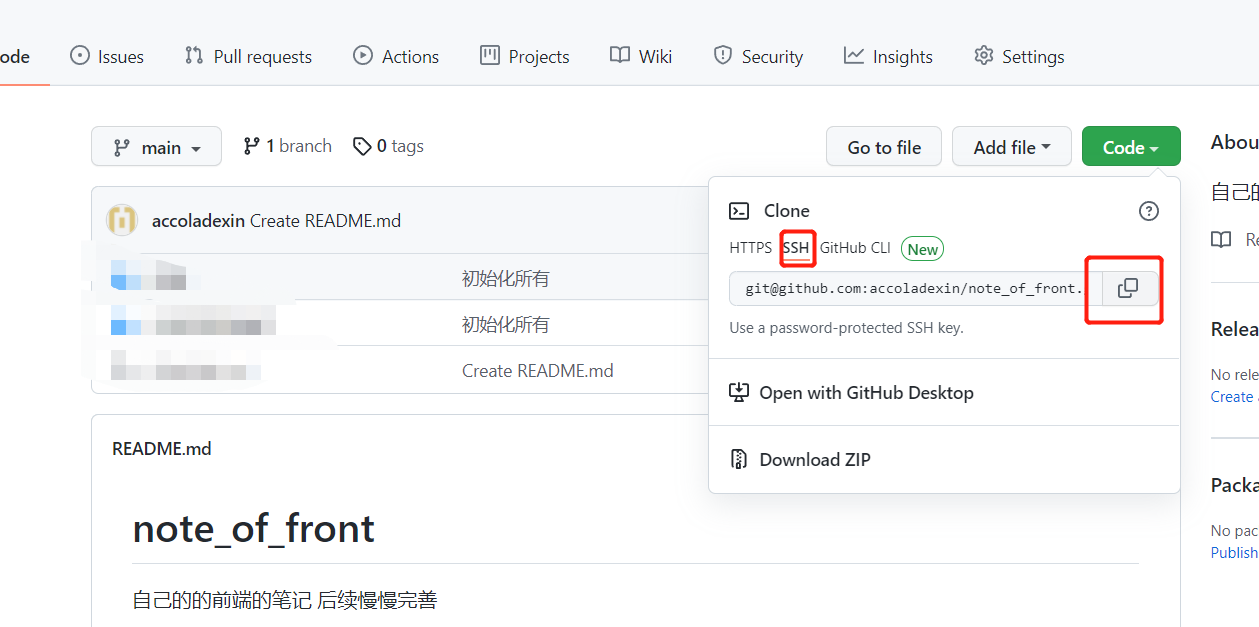 ode Issues Pull requests Actions Projects Wiki Security Insights Settings
main 1 branch 0 tags Go to file Add file Code
accoladexin Create README.md
初始化所有
初始化所有
Create README.md
Clone
HTTPS SSH GitHub CLI New
git@github.com:accoladexin/note_of_front.
Use a password-protected SSH key.
Open with GitHub Desktop
Download ZIP
README.md
note_of_front
自己的的前端的笔记 后续慢慢完善
Abou
自己的
Re
Relea
No rele
Create
Packa
No pac
Publish